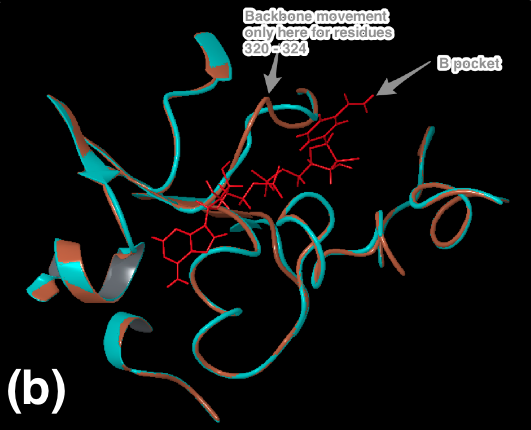 Backbone movement
only here for residues
320 - 324
B pocket
(b)